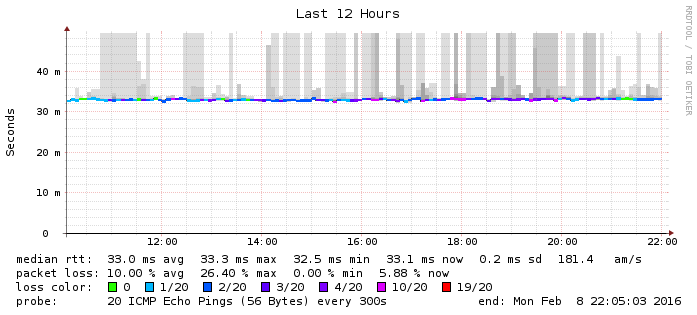 Last 12 Hours
RRDTOOL / TOBI OETIKER
Seconds
40 m
30 m
20 m
10 m
0
12:00 14:00 16:00 18:00 20:00 22:00
median rtt: 33.0 ms avg 33.3 ms max 32.5 ms min 33.1 ms now 0.2 ms sd 181.4 am/s
packet loss: 10.00 % avg 26.40 % max 0.00 % min 5.88 % now
loss color: 0 1/20 2/20 3/20 4/20 10/20 19/20
probe: 20 ICMP Echo Pings (56 Bytes) every 300s end: Mon Feb 8 22:05:03 2016